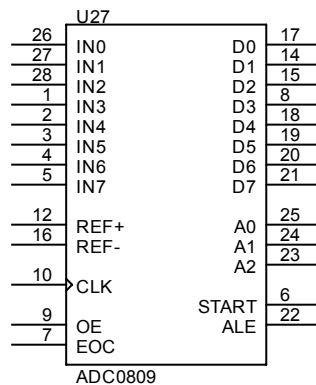 U27
26 IN0 D0 17
27 IN1 D1 14
28 IN2 D2 15
1 IN3 D3 8
2 IN4 D4 18
3 IN5 D5 19
4 IN6 D6 20
5 IN7 D7 21
12 REF+ A0 25
16 REF- A1 24
A2 23
10 CLK
START 6
9 OE ALE 22
7 EOC
ADC0809